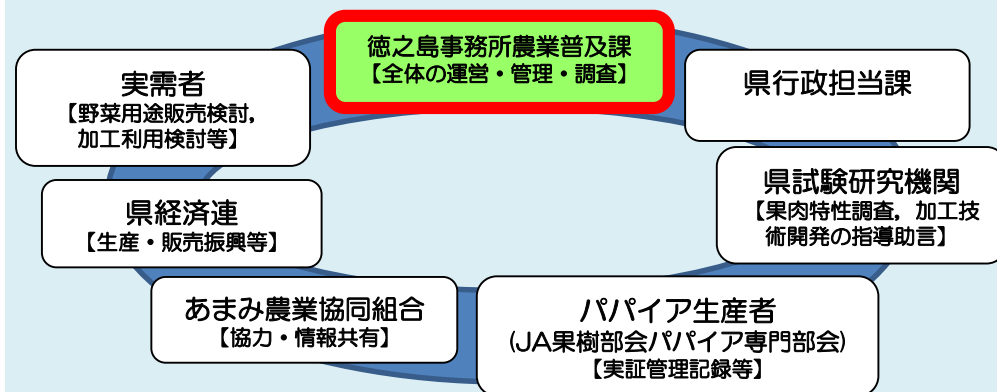 徳之島事務所農業普及課
【全体の運営・管理・調査】
実需者
【野菜用途販売検討，
加工利用検討等】
県行政担当課
県試験研究機関
【果肉特性調査，加工技
術開発の指導助言】
県経済連
【生産・販売振興等】
あまみ農業協同組合
【協力・情報共有】
パパイア生産者
(JA果樹部会パパイア専門部会)
【実証管理記録等】